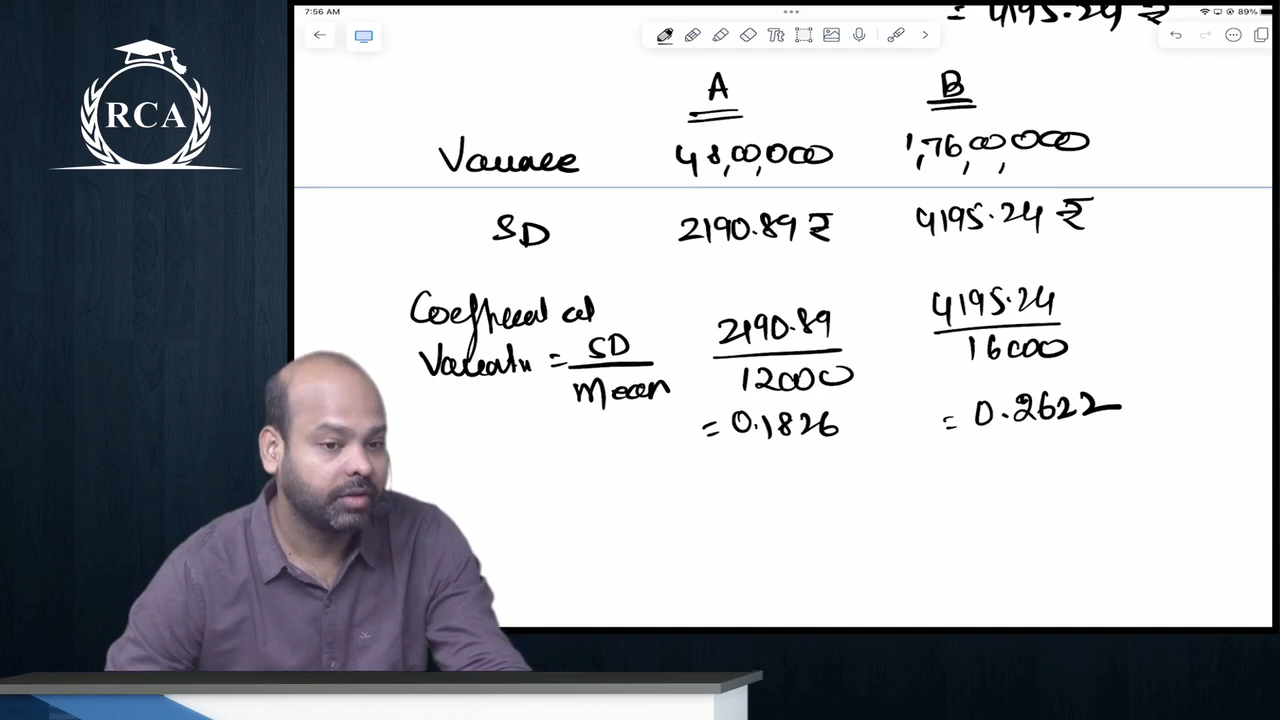 = 4195.24 ₹
7:56 AM
89%
Tt
RCA
A B
Variance 48,00,000 1,76,00,000
SD 2190.89 ₹ 4195.24 ₹
Coefficient of
Variation = SD / Mean 2190.89 / 12000 4195.24 / 16000
= 0.1826 = 0.2622